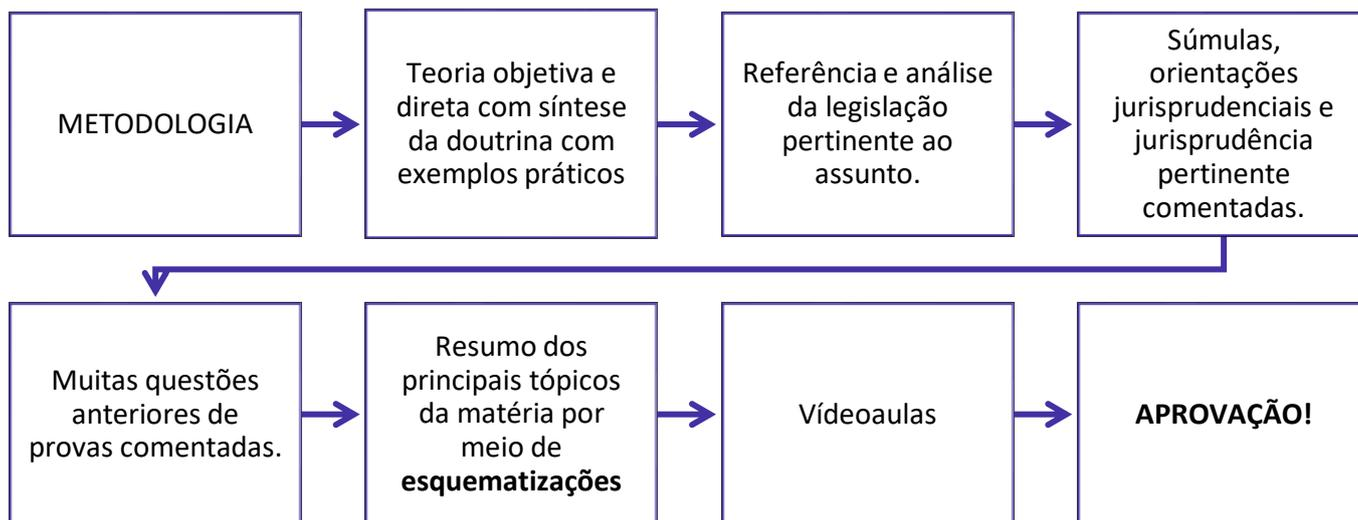 METODOLOGIA
Teoria objetiva e
direta com síntese
da doutrina com
exemplos práticos
Referência e análise
da legislação
pertinente ao
assunto.
Súmulas,
orientações
jurisprudenciais e
jurisprudência
pertinente
comentadas.
Muitas questões
anteriores de
provas comentadas.
Resumo dos
principais tópicos
da matéria por
meio de
esquematizações
Vídeoaulas
APROVAÇÃO!